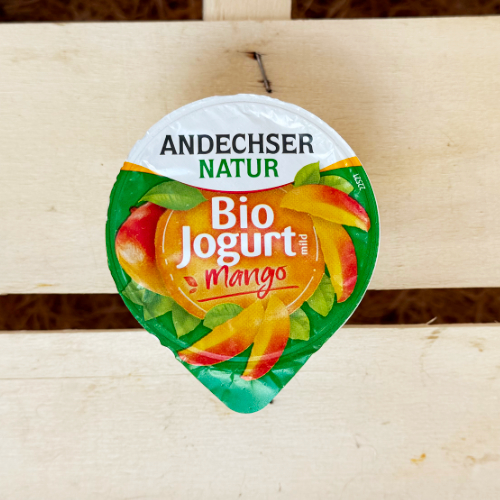 ANDECHSER
NATUR
Bio
Jogurt
mild
Mango